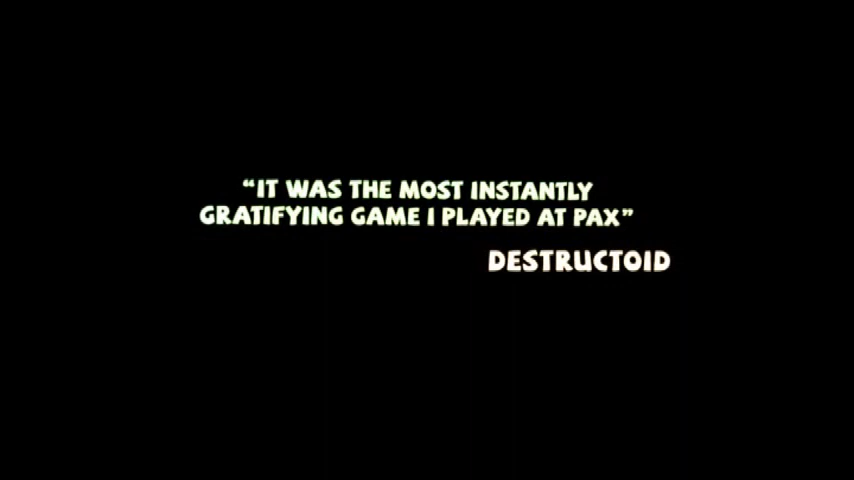 “IT WAS THE MOST INSTANTLY
GRATIFYING GAME I PLAYED AT PAX”
DESTRUCTOID